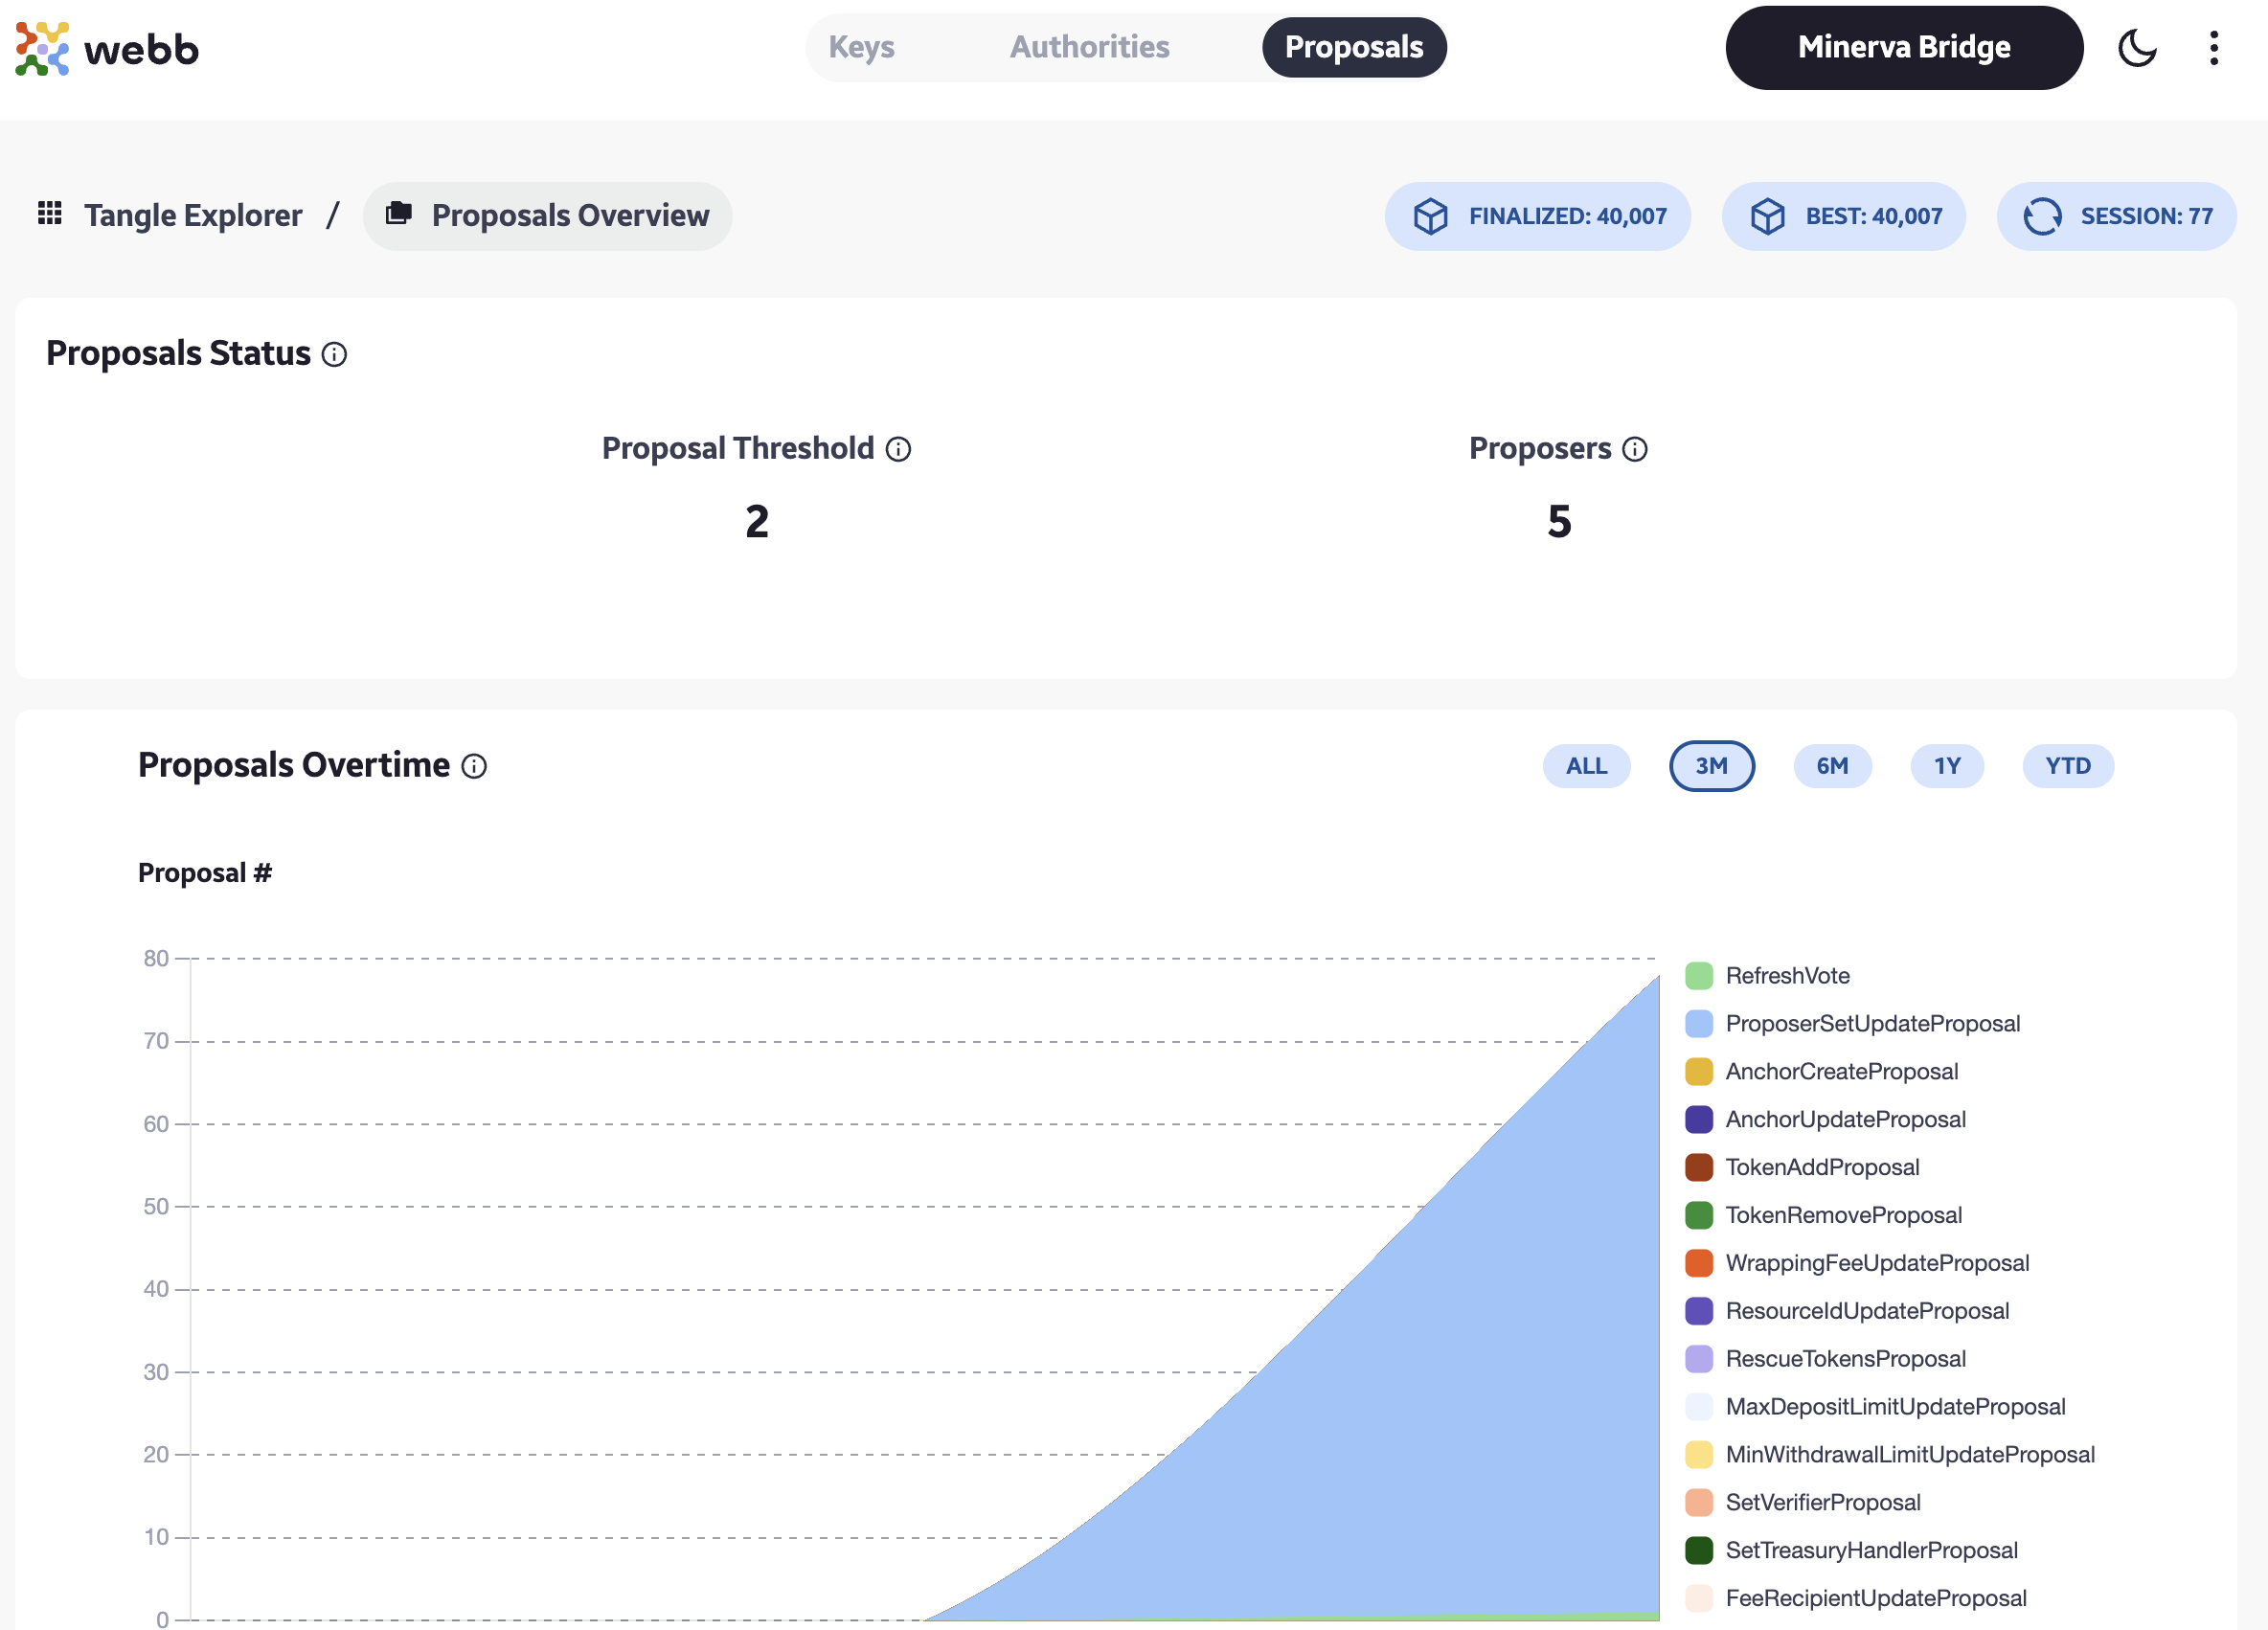 webb
Keys
Authorities
Proposals
Minerva Bridge
Tangle Explorer / Proposals Overview
FINALIZED: 40,007
BEST: 40,007
SESSION: 77
Proposals Status
Proposal Threshold
2
Proposers
5
Proposals Overtime
ALL
3M
6M
1Y
YTD
Proposal #
80
70
60
50
40
30
20
10
0
RefreshVote
ProposerSetUpdateProposal
AnchorCreateProposal
AnchorUpdateProposal
TokenAddProposal
TokenRemoveProposal
WrappingFeeUpdateProposal
ResourceIdUpdateProposal
RescueTokensProposal
MaxDepositLimitUpdateProposal
MinWithdrawalLimitUpdateProposal
SetVerifierProposal
SetTreasuryHandlerProposal
FeeRecipientUpdateProposal